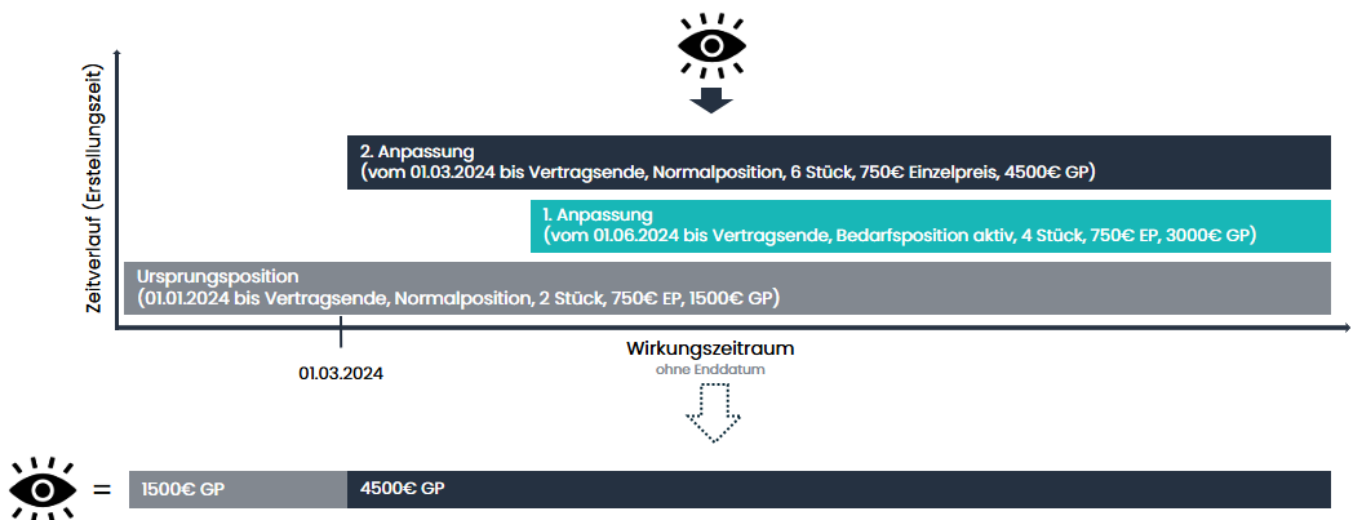 Zeitverlauf (Erstellungszeit)
2. Anpassung
(vom 01.03.2024 bis Vertragsende, Normalposition, 6 Stück, 750€ Einzelpreis, 4500€ GP)
1. Anpassung
(vom 01.06.2024 bis Vertragsende, Bedarfsposition aktiv, 4 Stück, 750€ EP, 3000€ GP)
Ursprungsposition
(01.01.2024 bis Vertragsende, Normalposition, 2 Stück, 750€ EP, 1500€ GP)
01.03.2024
Wirkungszeitraum
ohne Enddatum
=
1500€ GP
4500€ GP